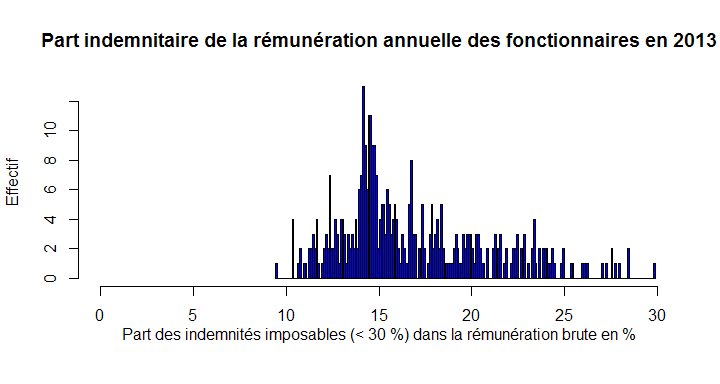 Part indemnitaire de la rémunération annuelle des fonctionnaires en 2013
Effectif
10
8
6
4
2
0
0 5 10 15 20 25 30
Part des indemnités imposables (< 30 %) dans la rémunération brute en %